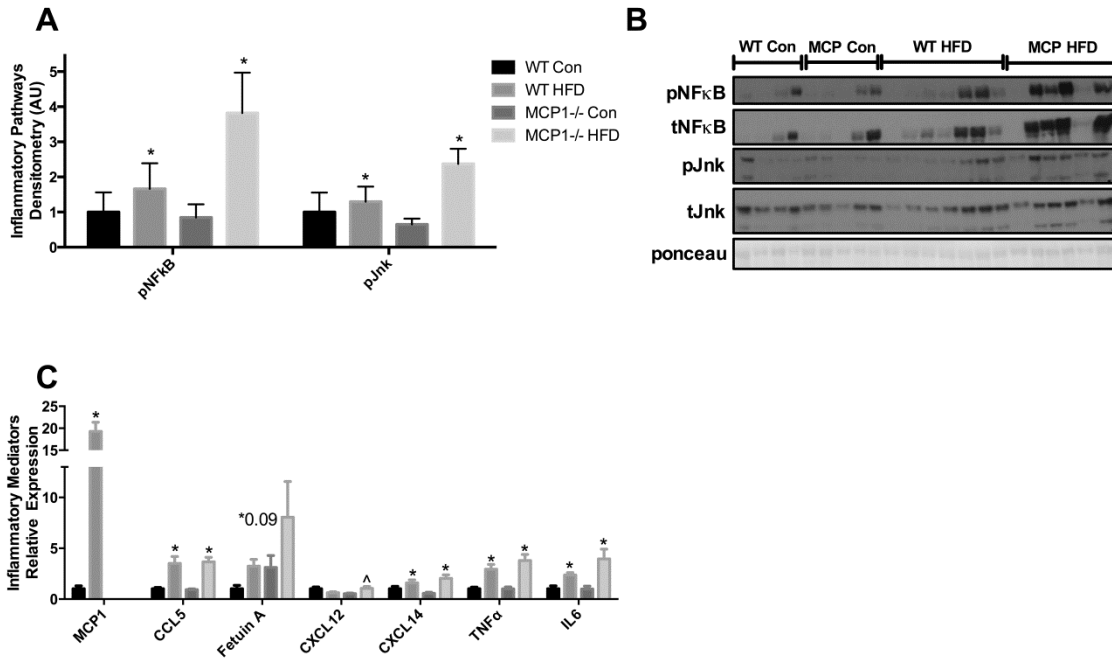 A
Inflammatory Pathways
Densitometry (AU)
5
4
3
2
1
0
*
*
*
*
pNFkB
pJnk
WT Con
WT HFD
MCP1-/- Con
MCP1-/- HFD
B
WT Con MCP Con WT HFD MCP HFD
pNFκB
tNFκB
pJnk
tJnk
ponceau
C
Inflammatory Mediators
Relative Expression
25
20
15
10
5
0
*
* *
*0.09
^
* *
* *
* *
MCP1
CCL5
Fetuin A
CXCL12
CXCL14
TNFα
IL6